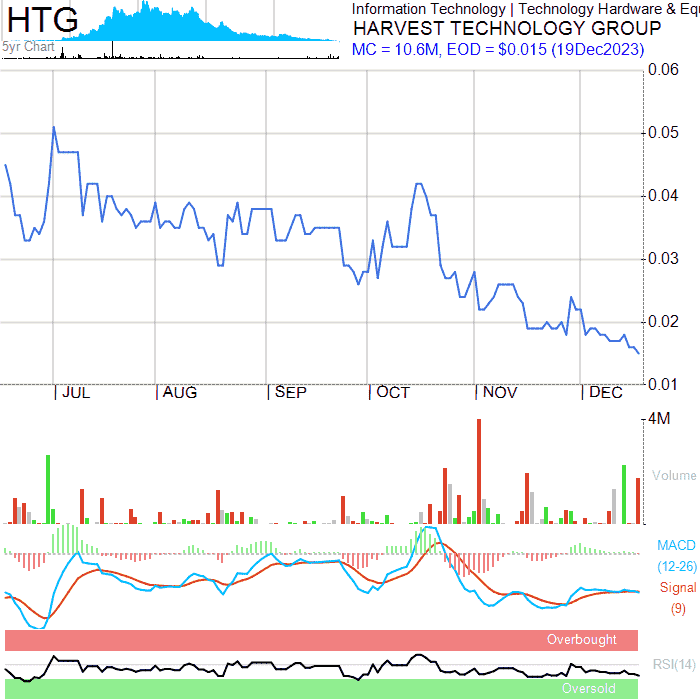 HTG
5yr Chart
Information Technology | Technology Hardware & Equ
HARVEST TECHNOLOGY GROUP
MC = 10.6M, EOD = $0.015 (19Dec2023)
0.06
0.05
0.04
0.03
0.02
0.01
JUL AUG SEP OCT NOV DEC
4M
Volume
MACD
(12-26)
Signal
(9)
Overbought
RSI(14)
Oversold